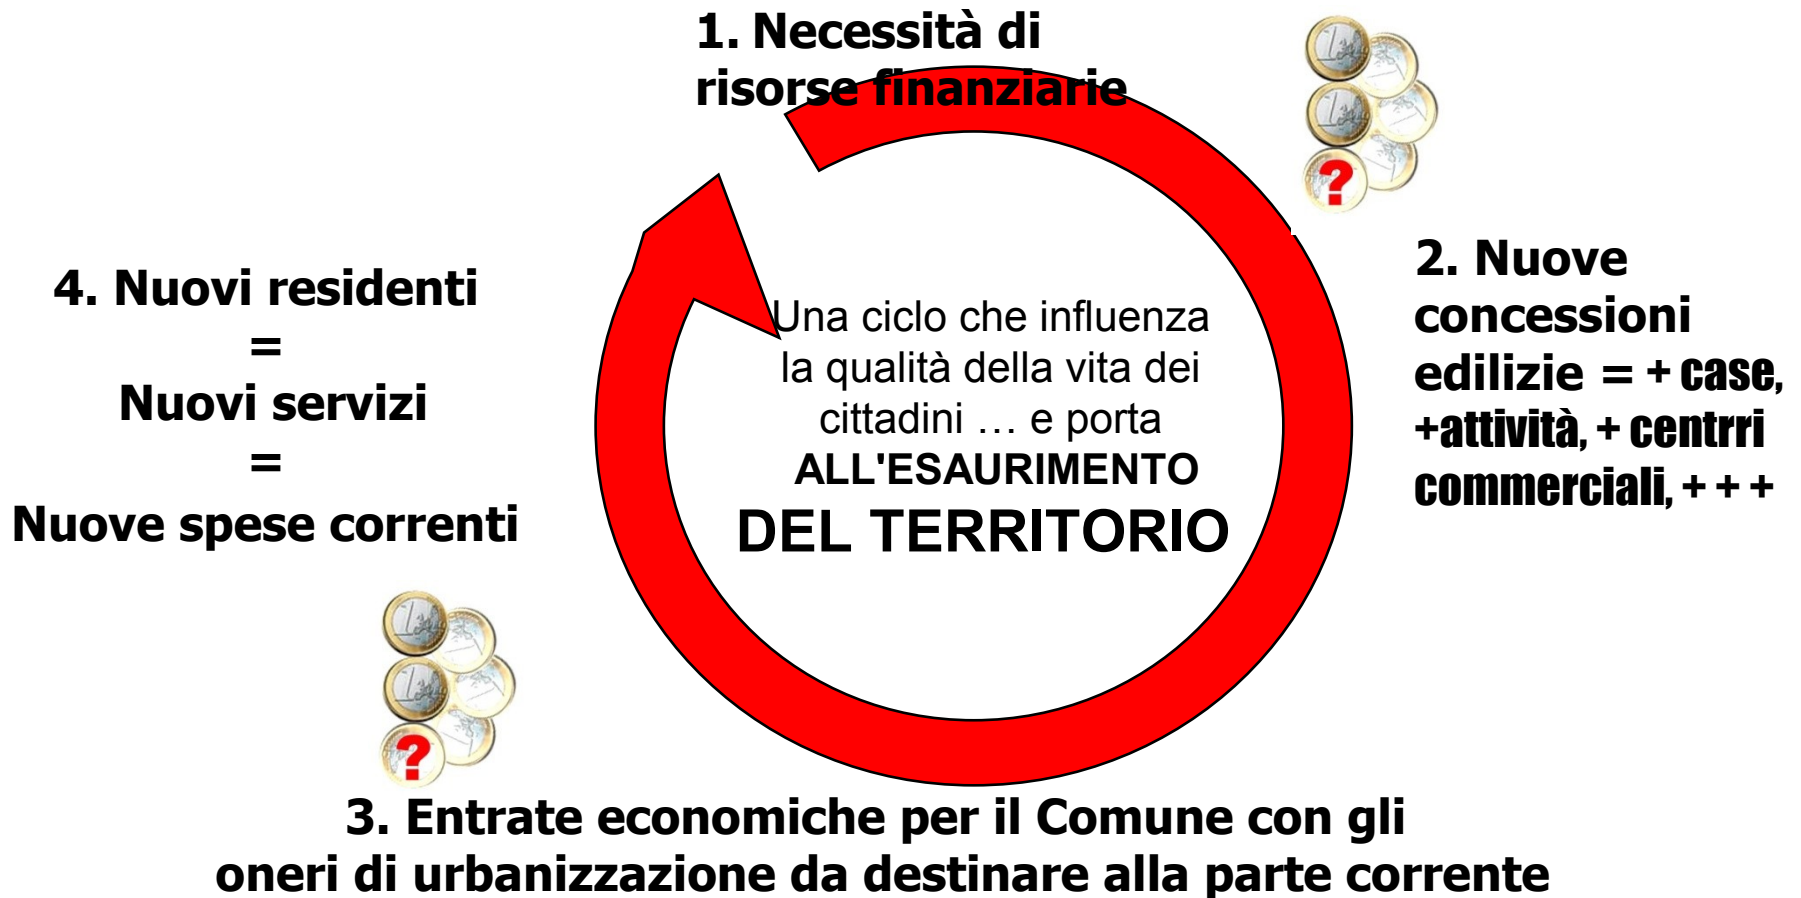 1. Necessità di
risorse finanziarie
2. Nuove
concessioni
edilizie = + case,
+attività, + centrri
commerciali, + + +
3. Entrate economiche per il Comune con gli
oneri di urbanizzazione da destinare alla parte corrente
4. Nuovi residenti
=
Nuovi servizi
=
Nuove spese correnti
Una ciclo che influenza
la qualità della vita dei
cittadini … e porta
ALL'ESAURIMENTO
DEL TERRITORIO
?
?